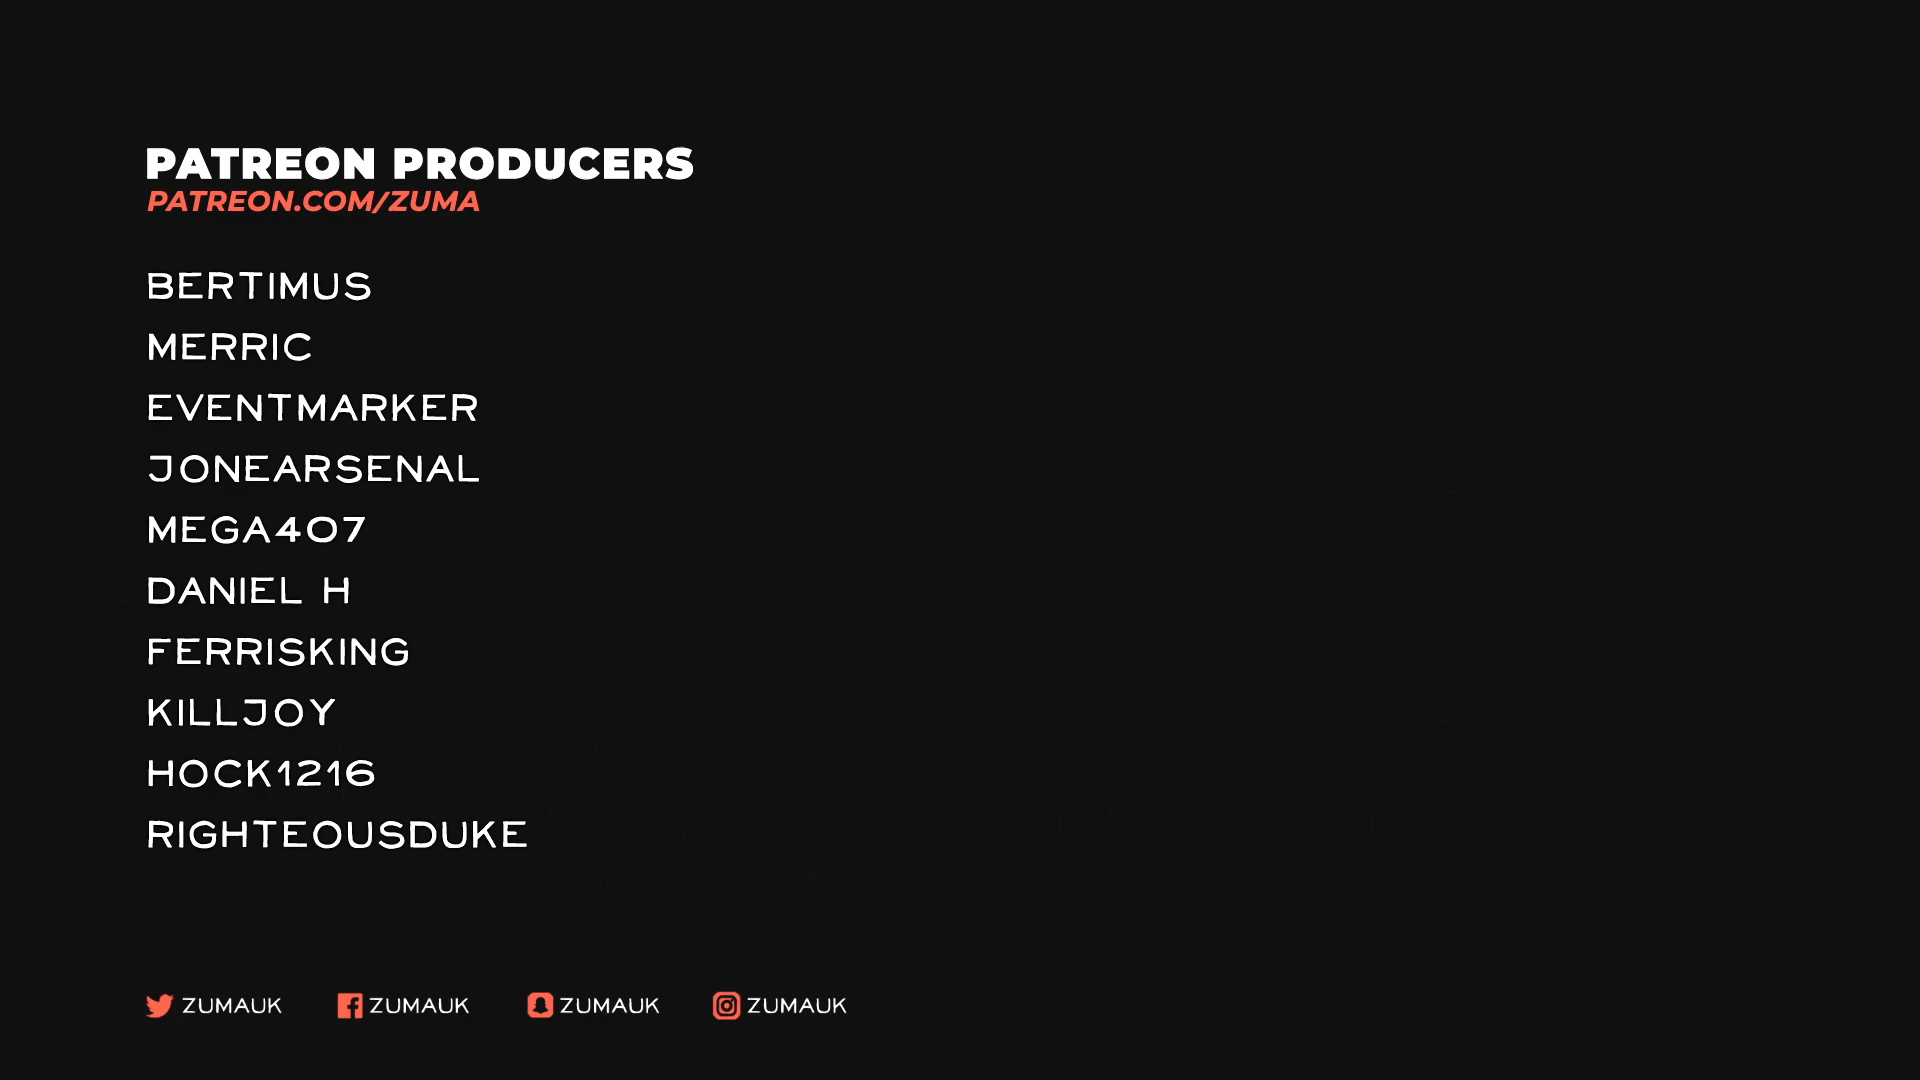 PATREON PRODUCERS
PATREON.COM/ZUMA
BERTIMUS
MERRIC
EVENTMARKER
JONEARSENAL
MEGA407
DANIEL H
FERRISKING
KILLJOY
HOCK1216
RIGHTEOUSDUKE
ZUMAUK ZUMAUK ZUMAUK ZUMAUK